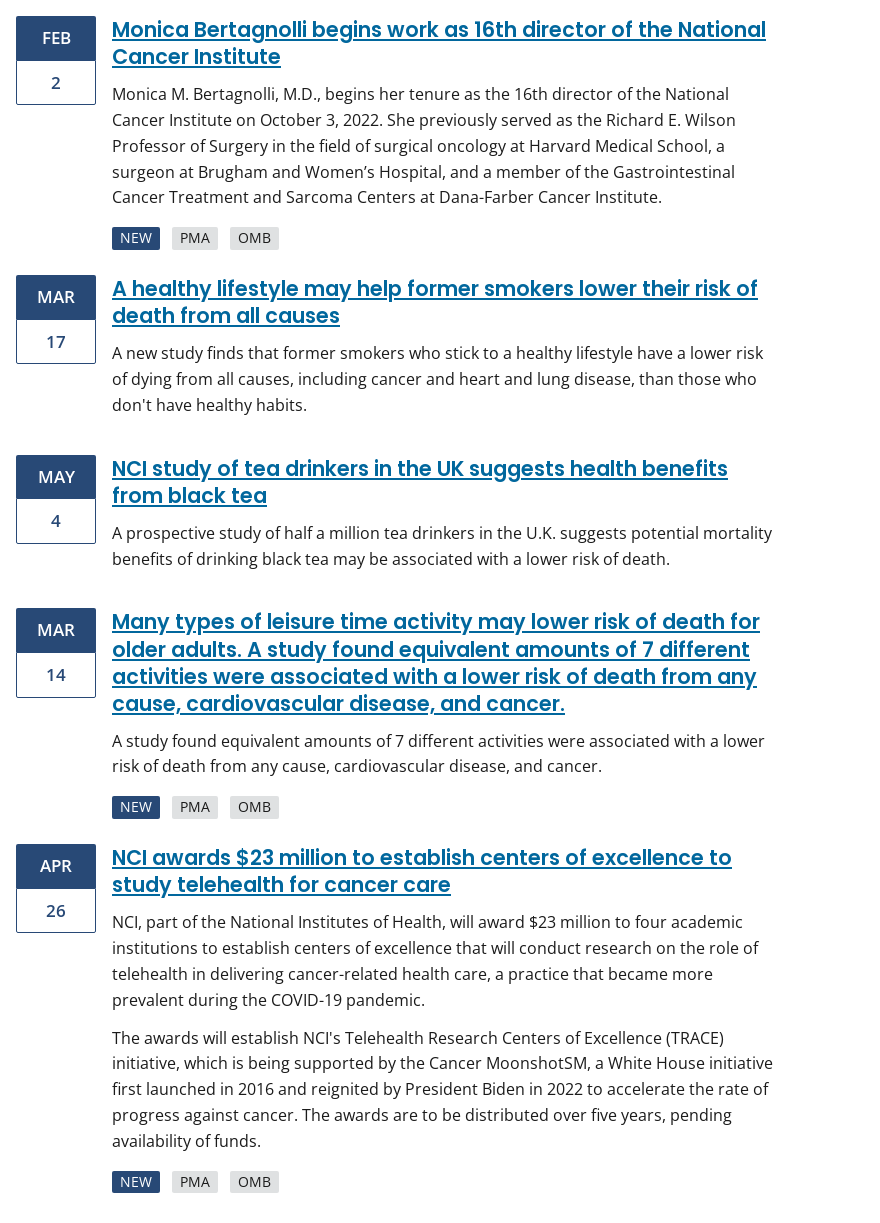 FEB
2
Monica Bertagnolli begins work as 16th director of the National
Cancer Institute
Monica M. Bertagnolli, M.D., begins her tenure as the 16th director of the National
Cancer Institute on October 3, 2022. She previously served as the Richard E. Wilson
Professor of Surgery in the field of surgical oncology at Harvard Medical School, a
surgeon at Brugham and Women’s Hospital, and a member of the Gastrointestinal
Cancer Treatment and Sarcoma Centers at Dana-Farber Cancer Institute.
NEW PMA OMB
MAR
17
A healthy lifestyle may help former smokers lower their risk of
death from all causes
A new study finds that former smokers who stick to a healthy lifestyle have a lower risk
of dying from all causes, including cancer and heart and lung disease, than those who
don't have healthy habits.
MAY
4
NCI study of tea drinkers in the UK suggests health benefits
from black tea
A prospective study of half a million tea drinkers in the U.K. suggests potential mortality
benefits of drinking black tea may be associated with a lower risk of death.
MAR
14
Many types of leisure time activity may lower risk of death for
older adults. A study found equivalent amounts of 7 different
activities were associated with a lower risk of death from any
cause, cardiovascular disease, and cancer.
A study found equivalent amounts of 7 different activities were associated with a lower
risk of death from any cause, cardiovascular disease, and cancer.
NEW PMA OMB
APR
26
NCI awards $23 million to establish centers of excellence to
study telehealth for cancer care
NCI, part of the National Institutes of Health, will award $23 million to four academic
institutions to establish centers of excellence that will conduct research on the role of
telehealth in delivering cancer-related health care, a practice that became more
prevalent during the COVID-19 pandemic.
The awards will establish NCI's Telehealth Research Centers of Excellence (TRACE)
initiative, which is being supported by the Cancer MoonshotSM, a White House initiative
first launched in 2016 and reignited by President Biden in 2022 to accelerate the rate of
progress against cancer. The awards are to be distributed over five years, pending
availability of funds.
NEW PMA OMB